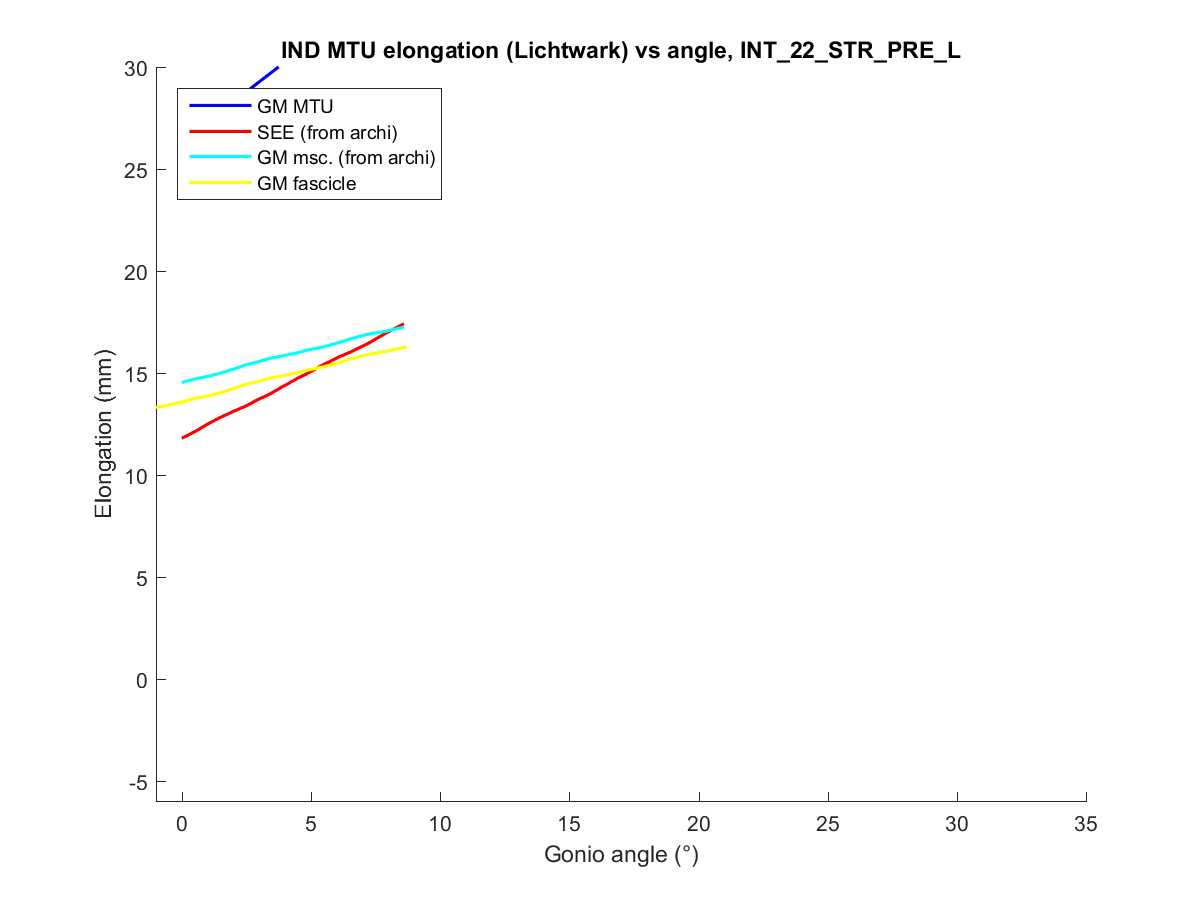 IND MTU elongation (Lichtwark) vs angle, INT_22_STR_PRE_L
30
25
20
15
10
5
0
-5
Elongation (mm)
GM MTU
SEE (from archi)
GM msc. (from archi)
GM fascicle
0 5 10 15 20 25 30 35
Gonio angle (°)